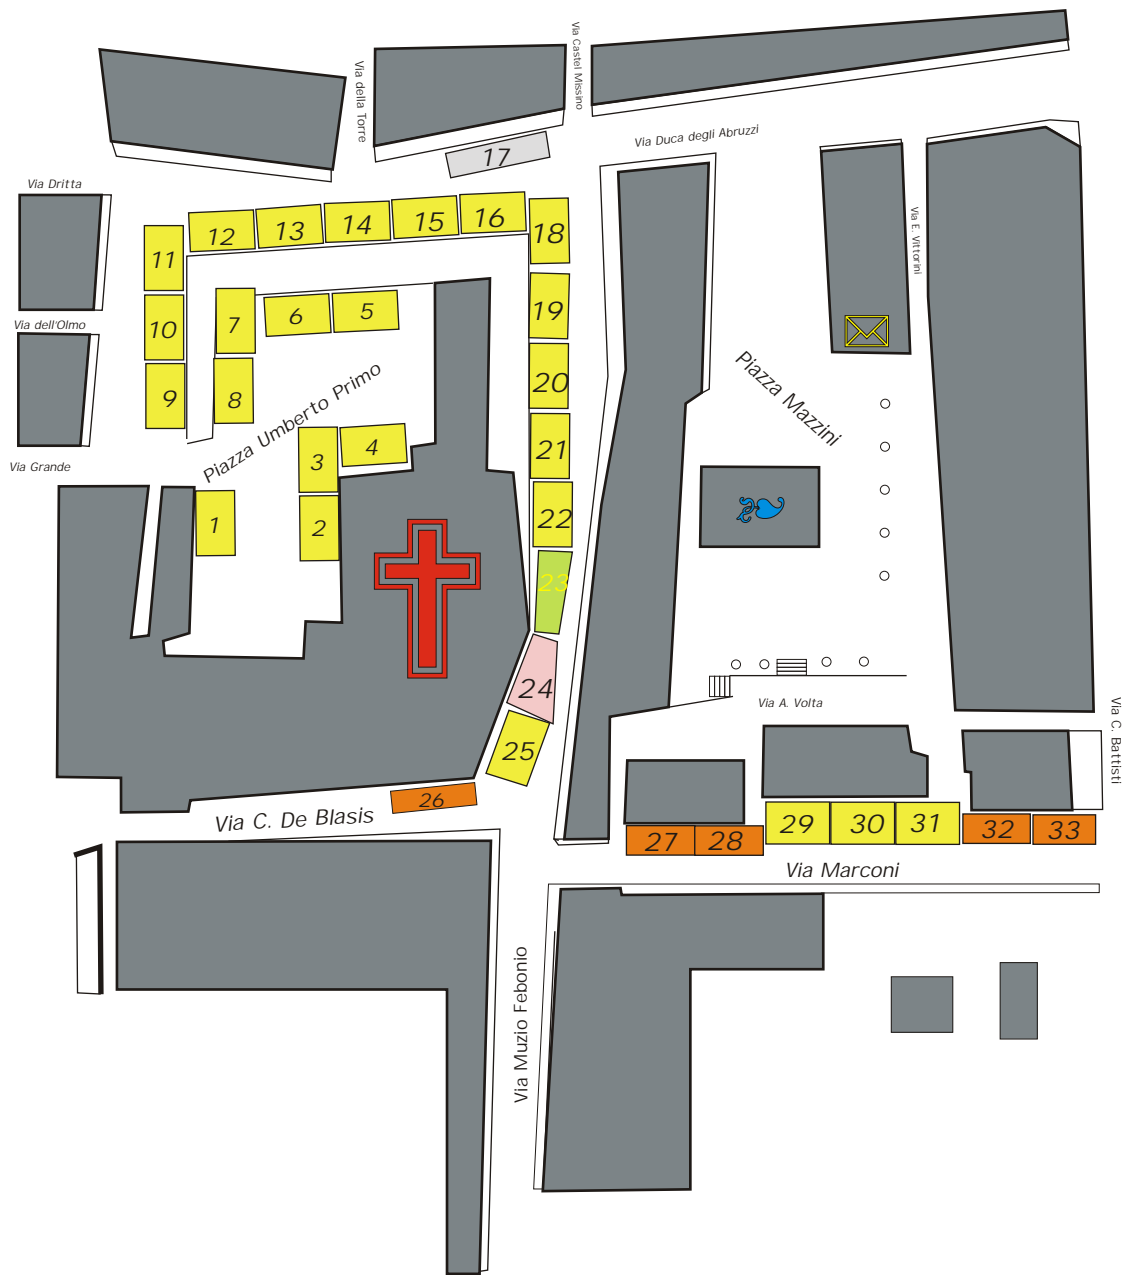 Via Castel Missino
Via della Torre
Via Duca degli Abruzzi
17
Via Dritta
12
13
14
15
16
18
11
Via E. Vittorini
19
7
6
5
10
Via dell'Olmo
20
Piazza Mazzini
Piazza Umberto Primo
9
8
21
4
3
Via Grande
22
1
2
23
24
Via A. Volta
Via C. Battisti
25
26
Via C. De Blasis
27
28
29
30
31
32
33
Via Marconi
Via Muzio Febonio